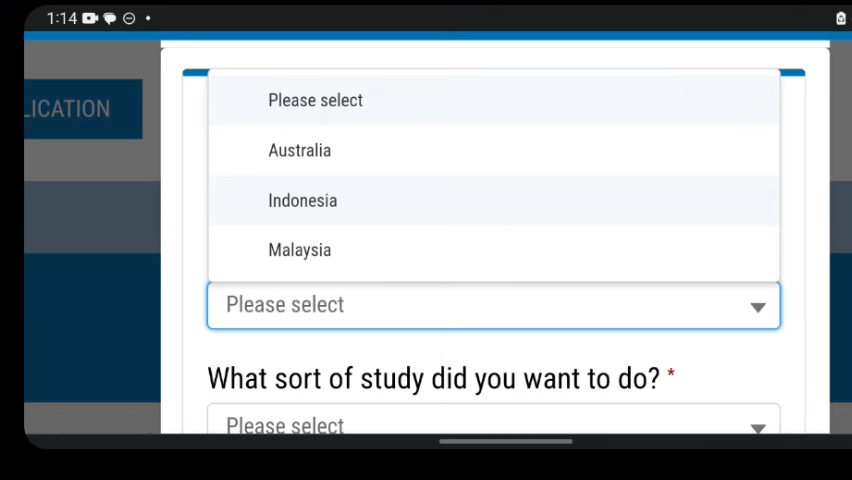 1:14
LICATION
Please select
Australia
Indonesia
Malaysia
Please select
What sort of study did you want to do? *
Please select